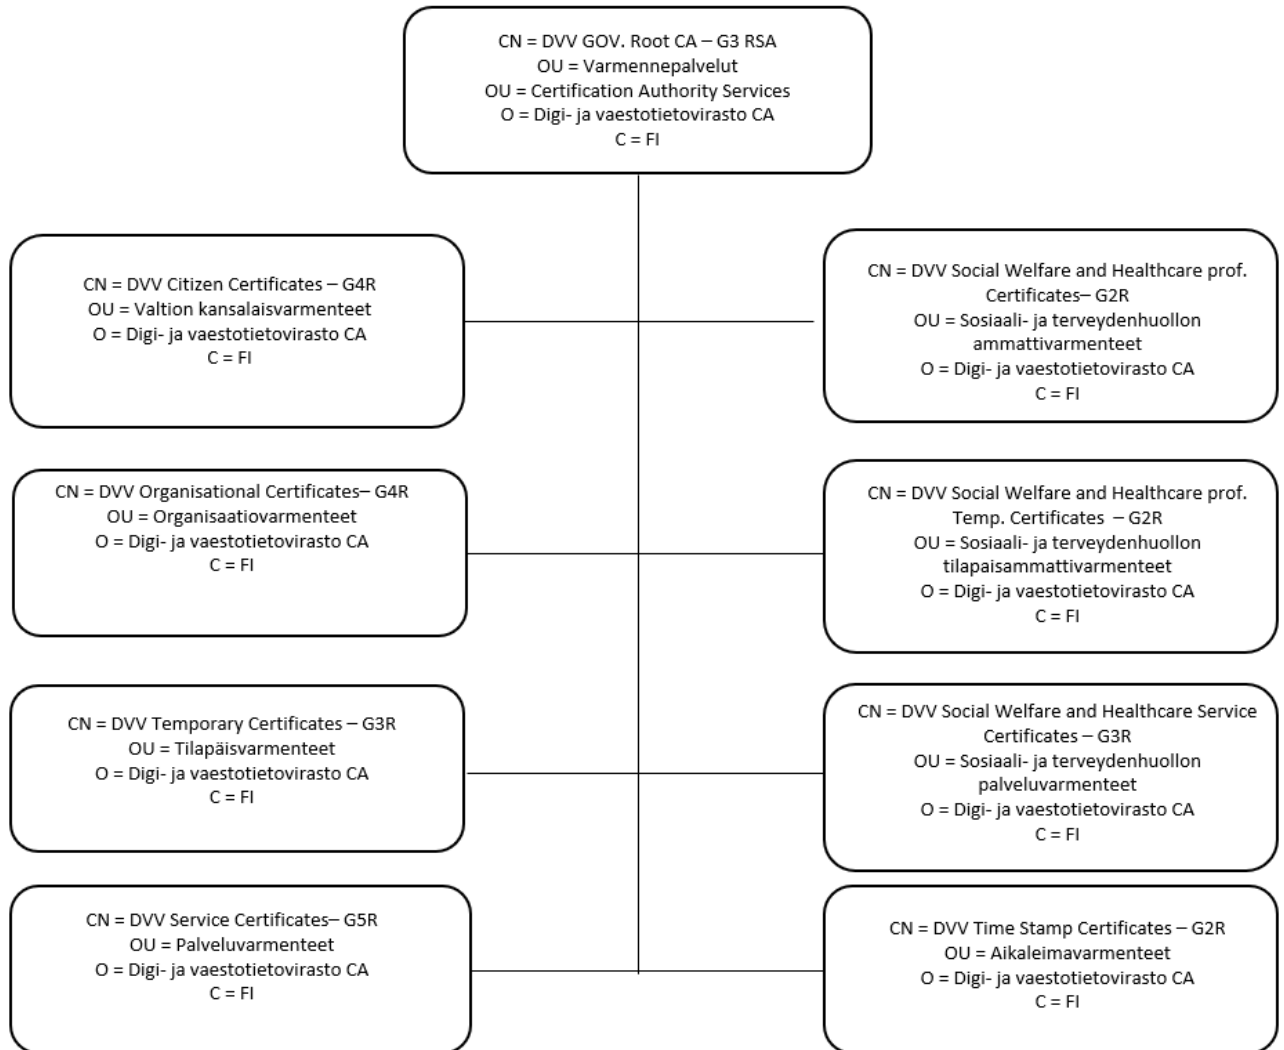 CN = DVV GOV. Root CA – G3 RSA
OU = Varmennepalvelut
OU = Certification Authority Services
O = Digi- ja vaestotietovirasto CA
C = FI
CN = DVV Citizen Certificates – G4R
OU = Valtion kansalaisvarmenteet
O = Digi- ja vaestotietovirasto CA
C = FI
CN = DVV Social Welfare and Healthcare prof.
Certificates– G2R
OU = Sosiaali- ja terveydenhuollon
ammattivarmenteet
O = Digi- ja vaestotietovirasto CA
C = FI
CN = DVV Organisational Certificates– G4R
OU = Organisaatiovarmenteet
O = Digi- ja vaestotietovirasto CA
C = FI
CN = DVV Social Welfare and Healthcare prof.
Temp. Certificates – G2R
OU = Sosiaali- ja terveydenhuollon
tilapaisammattivarmenteet
O = Digi- ja vaestotietovirasto CA
C = FI
CN = DVV Temporary Certificates – G3R
OU = Tilapäisvarmenteet
O = Digi- ja vaestotietovirasto CA
C = FI
CN = DVV Social Welfare and Healthcare Service
Certificates – G3R
OU = Sosiaali- ja terveydenhuollon
palveluvarmenteet
O = Digi- ja vaestotietovirasto CA
C = FI
CN = DVV Service Certificates– G5R
OU = Palveluvarmenteet
O = Digi- ja vaestotietovirasto CA
C = FI
CN = DVV Time Stamp Certificates – G2R
OU = Aikaleimavarmenteet
O = Digi- ja vaestotietovirasto CA
C = FI